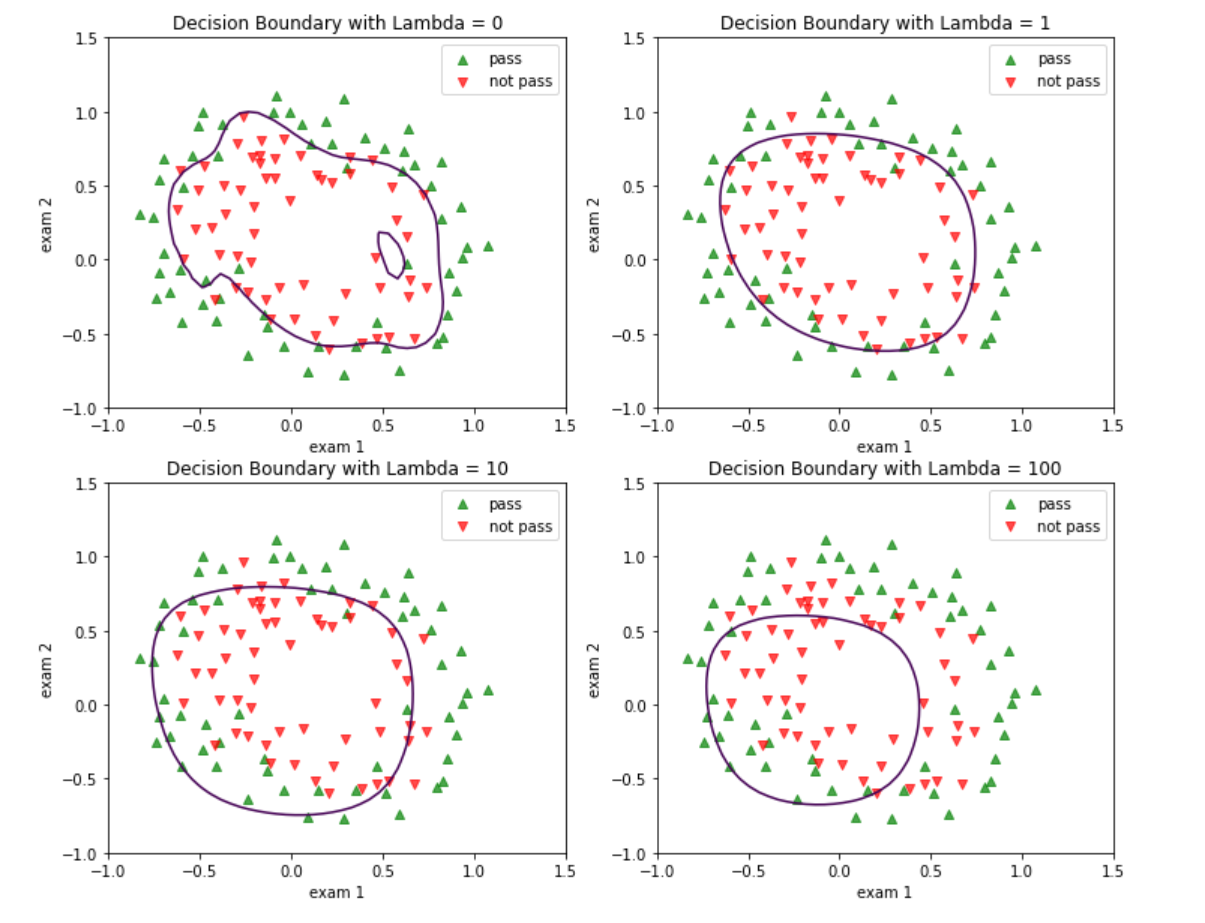 Decision Boundary with Lambda = 0
1.5
1.0
0.5
0.0
−0.5
−1.0
exam 2
pass
not pass
−1.0 −0.5 0.0 0.5 1.0 1.5
exam 1
Decision Boundary with Lambda = 1
1.5
1.0
0.5
0.0
−0.5
−1.0
exam 2
pass
not pass
−1.0 −0.5 0.0 0.5 1.0 1.5
exam 1
Decision Boundary with Lambda = 10
1.5
1.0
0.5
0.0
−0.5
−1.0
exam 2
pass
not pass
−1.0 −0.5 0.0 0.5 1.0 1.5
exam 1
Decision Boundary with Lambda = 100
1.5
1.0
0.5
0.0
−0.5
−1.0
exam 2
pass
not pass
−1.0 −0.5 0.0 0.5 1.0 1.5
exam 1